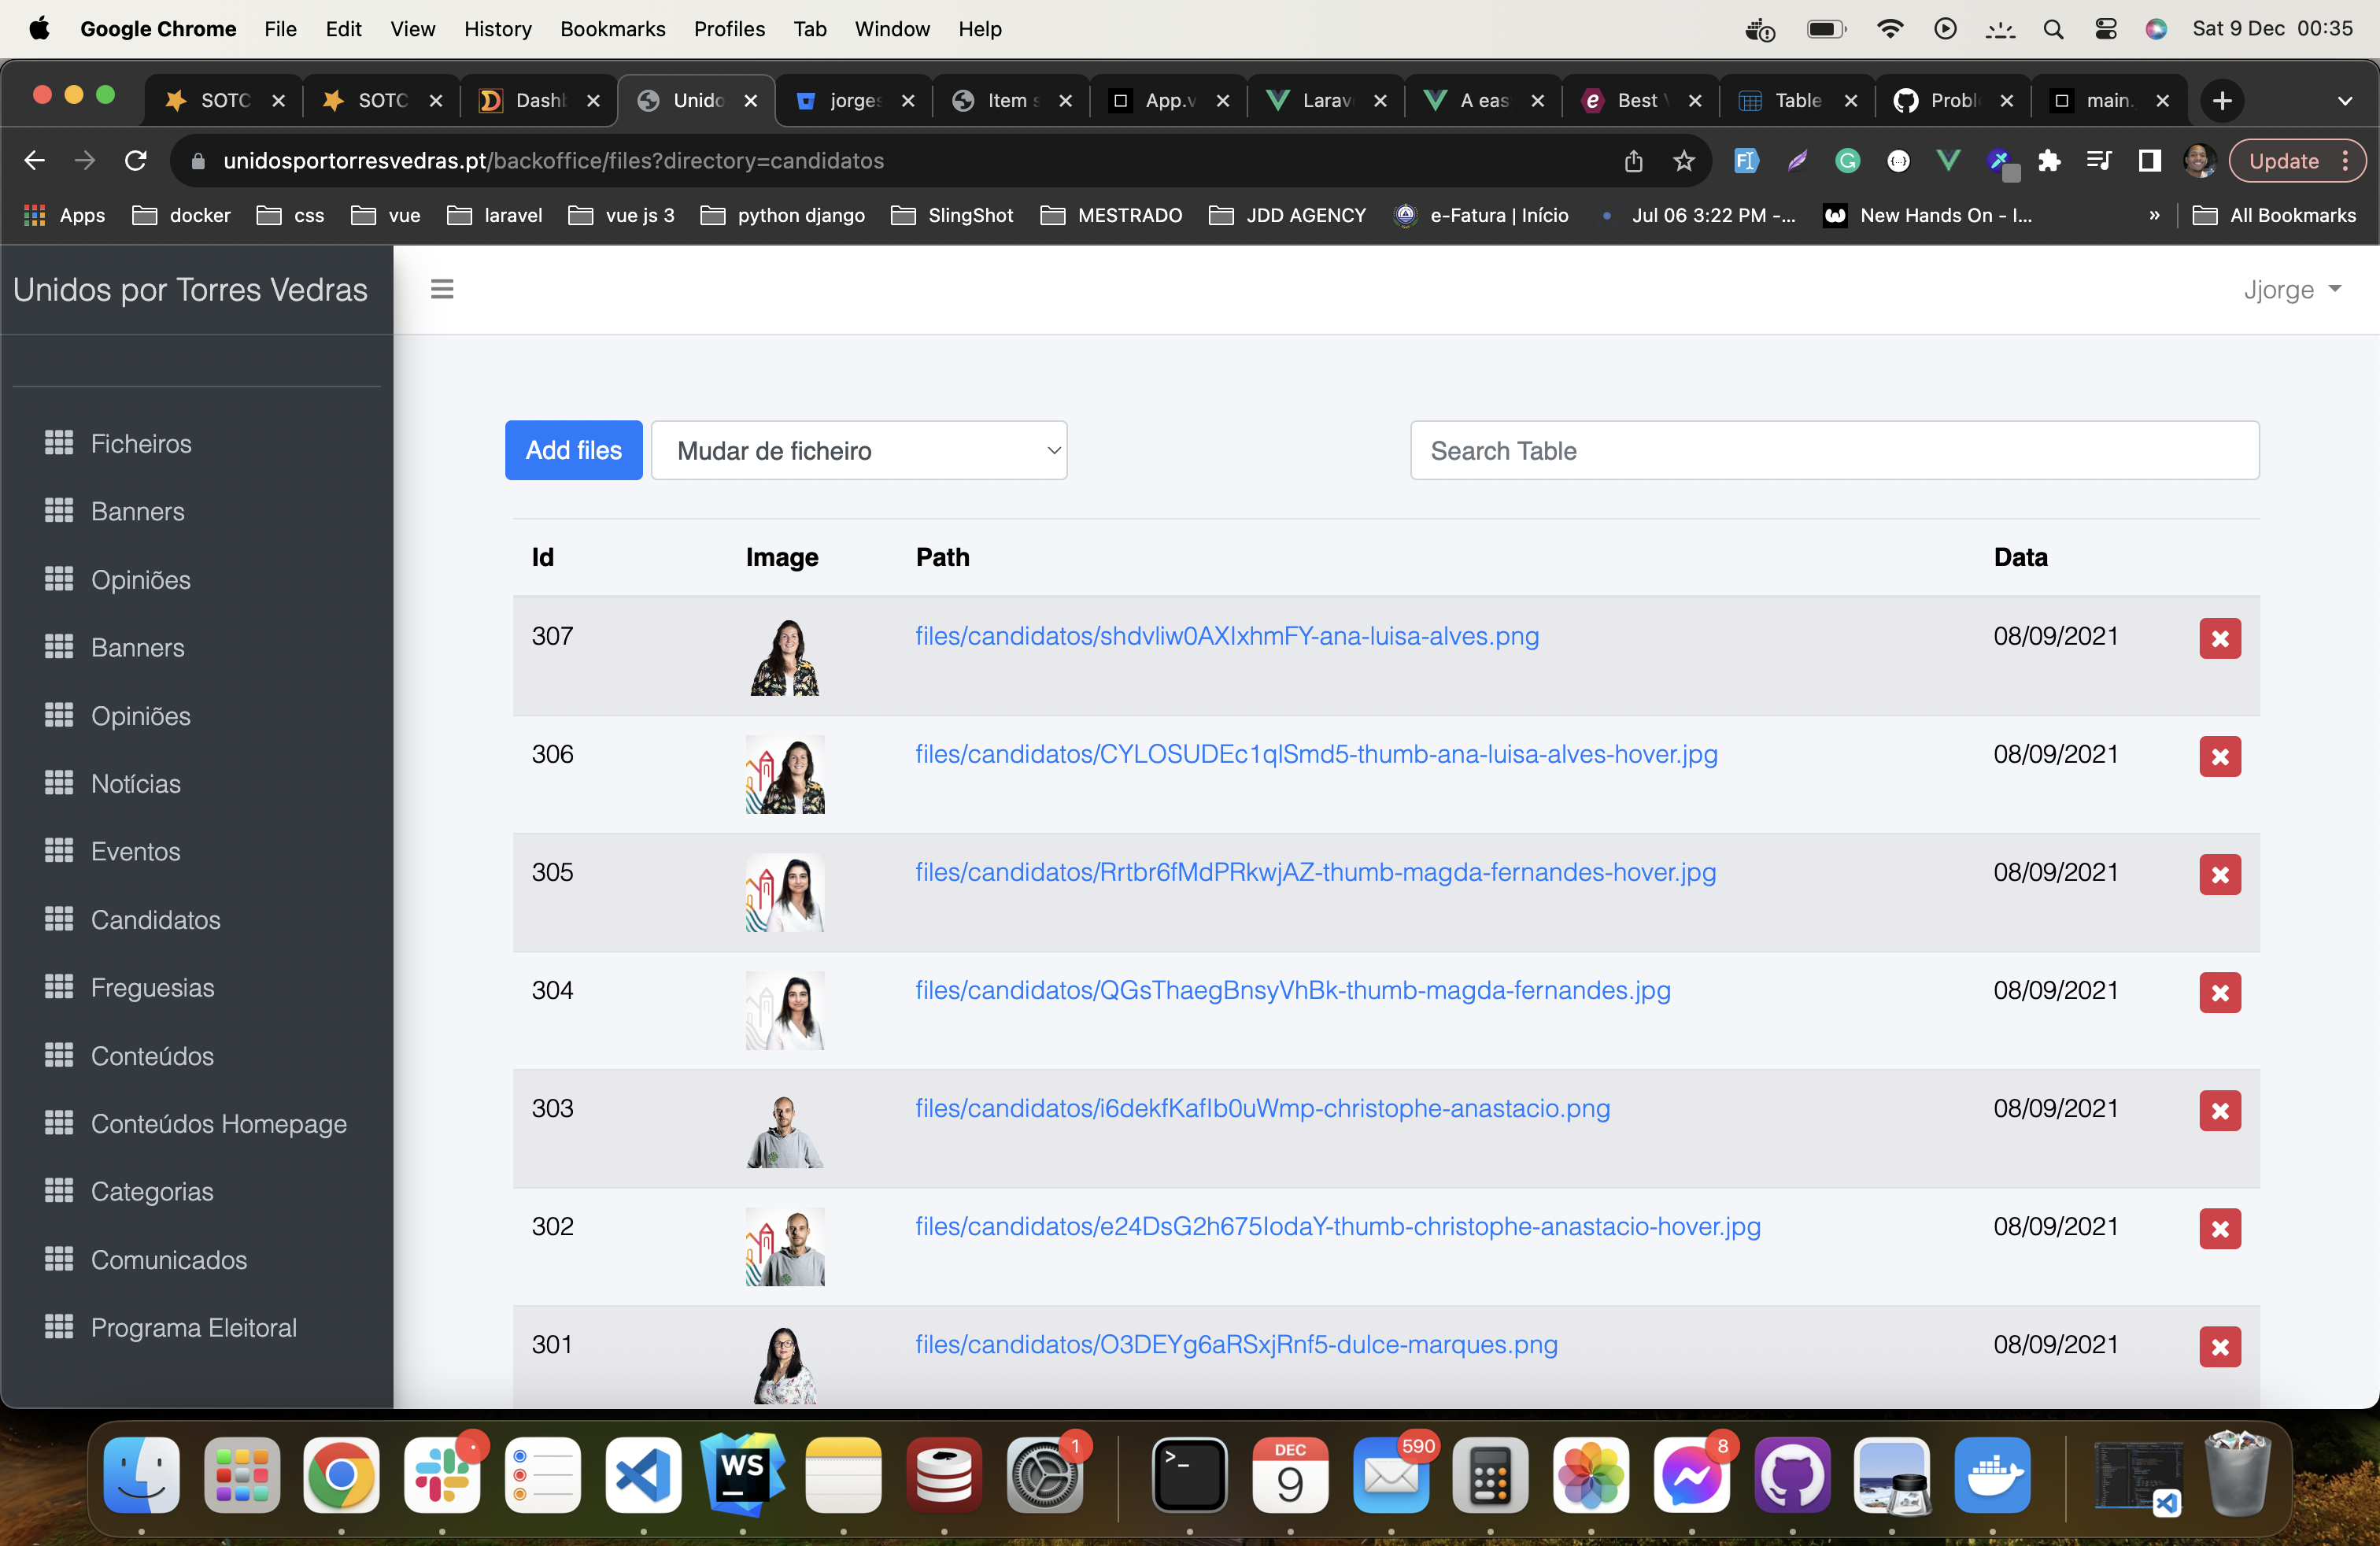 Google Chrome File Edit View History Bookmarks Profiles Tab Window Help Sat 9 Dec 00:35
SOTC SOTC Dash Unido jorges Item s App.v Larav A eas Best Table Probl main.
unidosportorresvedras.pt/backoffice/files?directory=candidatos Update
Apps docker css vue laravel vue js 3 python django SlingShot MESTRADO JDD AGENCY e-Fatura | Início Jul 06 3:22 PM -... New Hands On - I... » All Bookmarks
Unidos por Torres Vedras
Jjorge
Ficheiros
Banners
Opiniões
Banners
Opiniões
Notícias
Eventos
Candidatos
Freguesias
Conteúdos
Conteúdos Homepage
Categorias
Comunicados
Programa Eleitoral
Add files Mudar de ficheiro Search Table
Id Image Path Data
307 files/candidatos/shdvliw0AXIxhmFY-ana-luisa-alves.png 08/09/2021
306 files/candidatos/CYLOSUDEc1qlSmd5-thumb-ana-luisa-alves-hover.jpg 08/09/2021
305 files/candidatos/Rrtbr6fMdPRkwjAZ-thumb-magda-fernandes-hover.jpg 08/09/2021
304 files/candidatos/QGsThaegBnsyVhBk-thumb-magda-fernandes.jpg 08/09/2021
303 files/candidatos/i6dekfKafIb0uWmp-christophe-anastacio.png 08/09/2021
302 files/candidatos/e24DsG2h675IodaY-thumb-christophe-anastacio-hover.jpg 08/09/2021
301 files/candidatos/O3DEYg6aRSxjRnf5-dulce-marques.png 08/09/2021
WS 1 >_ DEC 9 590 8